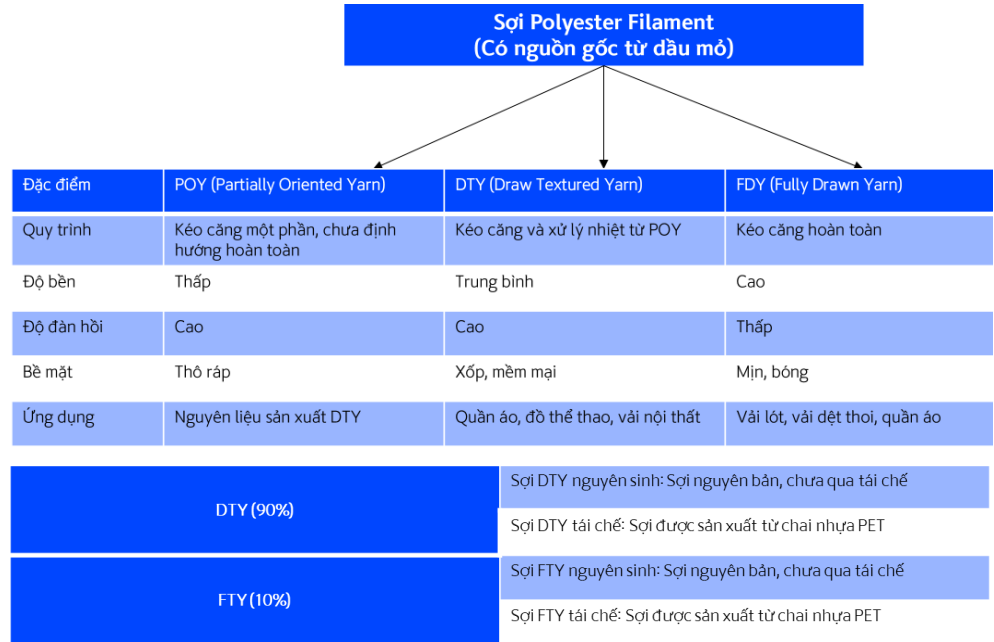 Sợi Polyester Filament
(Có nguồn gốc từ dầu mỏ)
Đặc điểm POY (Partially Oriented Yarn) DTY (Draw Textured Yarn) FDY (Fully Drawn Yarn)
Quy trình Kéo căng một phần, chưa định Kéo căng và xử lý nhiệt từ POY Kéo căng hoàn toàn
hướng hoàn toàn
Độ bền Thấp Trung bình Cao
Độ đàn hồi Cao Cao Thấp
Bề mặt Thô ráp Xốp, mềm mại Mịn, bóng
Ứng dụng Nguyên liệu sản xuất DTY Quần áo, đồ thể thao, vải nội thất Vải lót, vải dệt thoi, quần áo
Sợi DTY nguyên sinh: Sợi nguyên bản, chưa qua tái chế
DTY (90%)
Sợi DTY tái chế: Sợi được sản xuất từ chai nhựa PET
Sợi FTY nguyên sinh: Sợi nguyên bản, chưa qua tái chế
FTY (10%)
Sợi FTY tái chế: Sợi được sản xuất từ chai nhựa PET